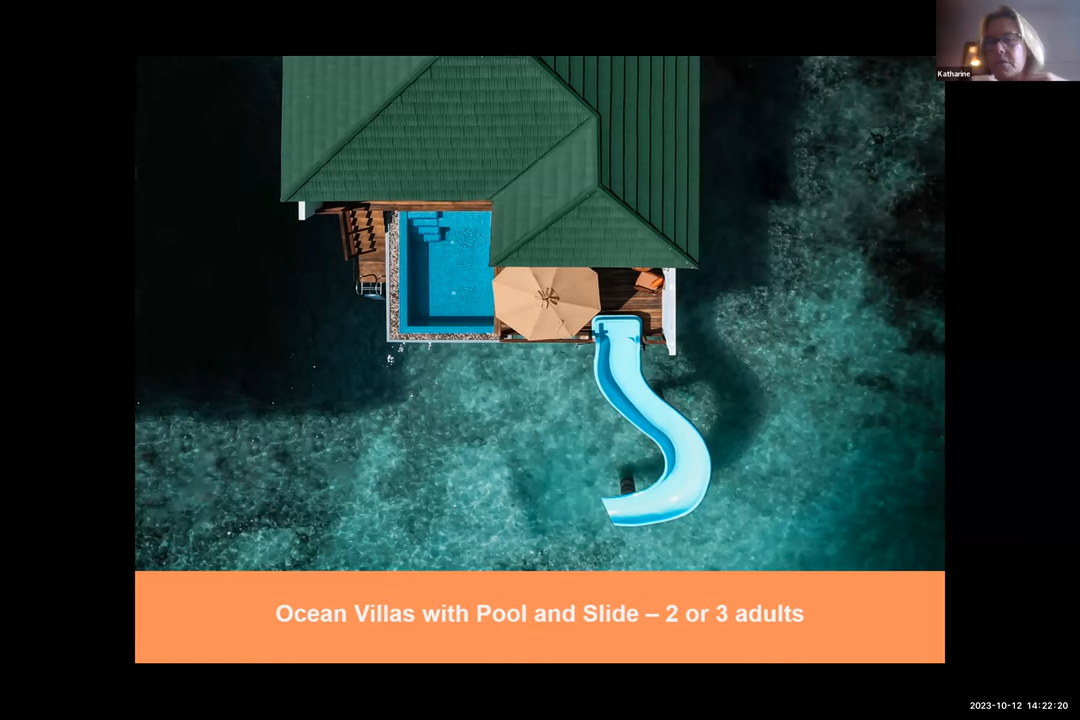 Katharine
Ocean Villas with Pool and Slide – 2 or 3 adults
2023-10-12 14:22:20